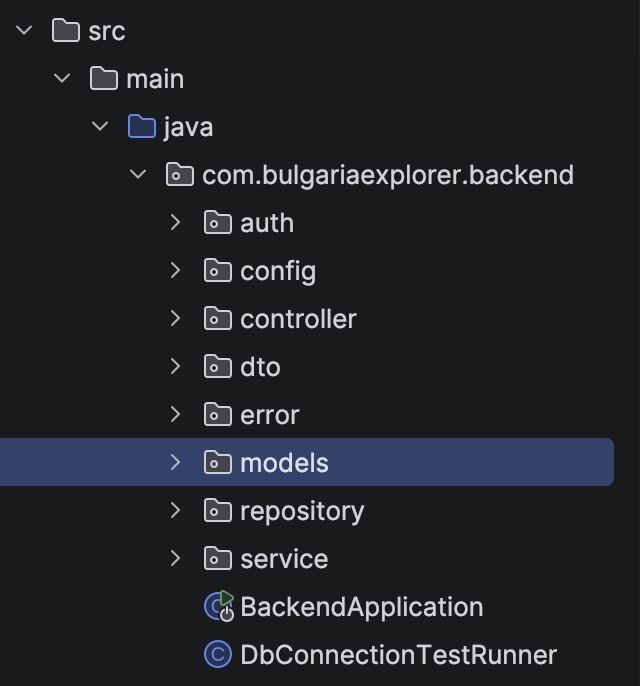 src
main
java
com.bulgariaexplorer.backend
auth
config
controller
dto
error
models
repository
service
BackendApplication
DbConnectionTestRunner